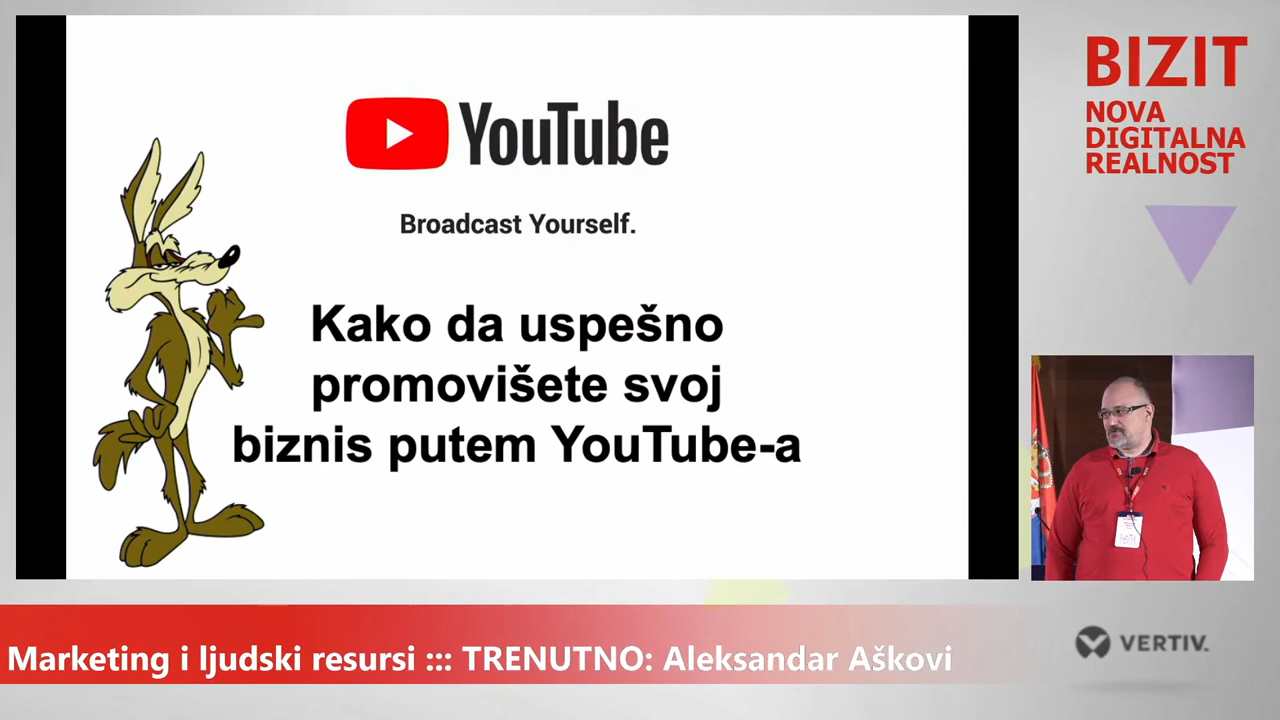 YouTube
Broadcast Yourself.
Kako da uspešno
promovišete svoj
biznis putem YouTube-a
BIZIT
NOVA
DIGITALNA
REALNOST
Marketing i ljudski resursi ::: TRENUTNO: Aleksandar Aškovi
VERTIV.